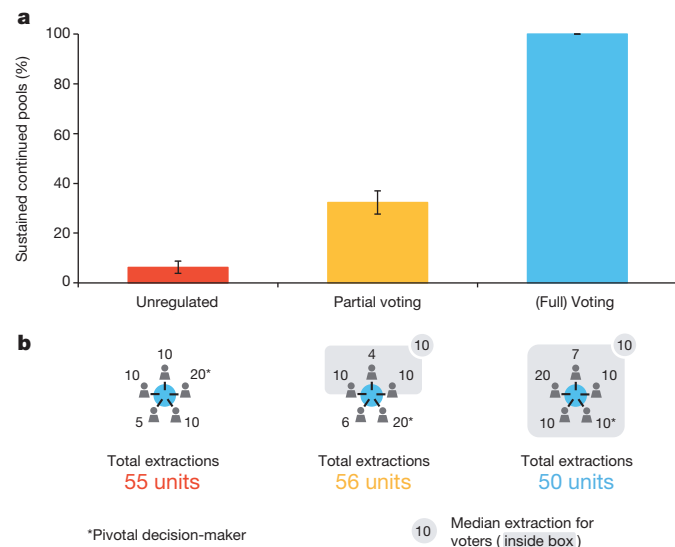 a
Sustained continued pools (%)
100
80
60
40
20
0
Unregulated
Partial voting
(Full) Voting
b
10
10
20*
5
10
10
4
10
10
6
20*
10
7
20
10
10
10*
Total extractions
55 units
Total extractions
56 units
Total extractions
50 units
*Pivotal decision-maker
10
Median extraction for
voters ( inside box )